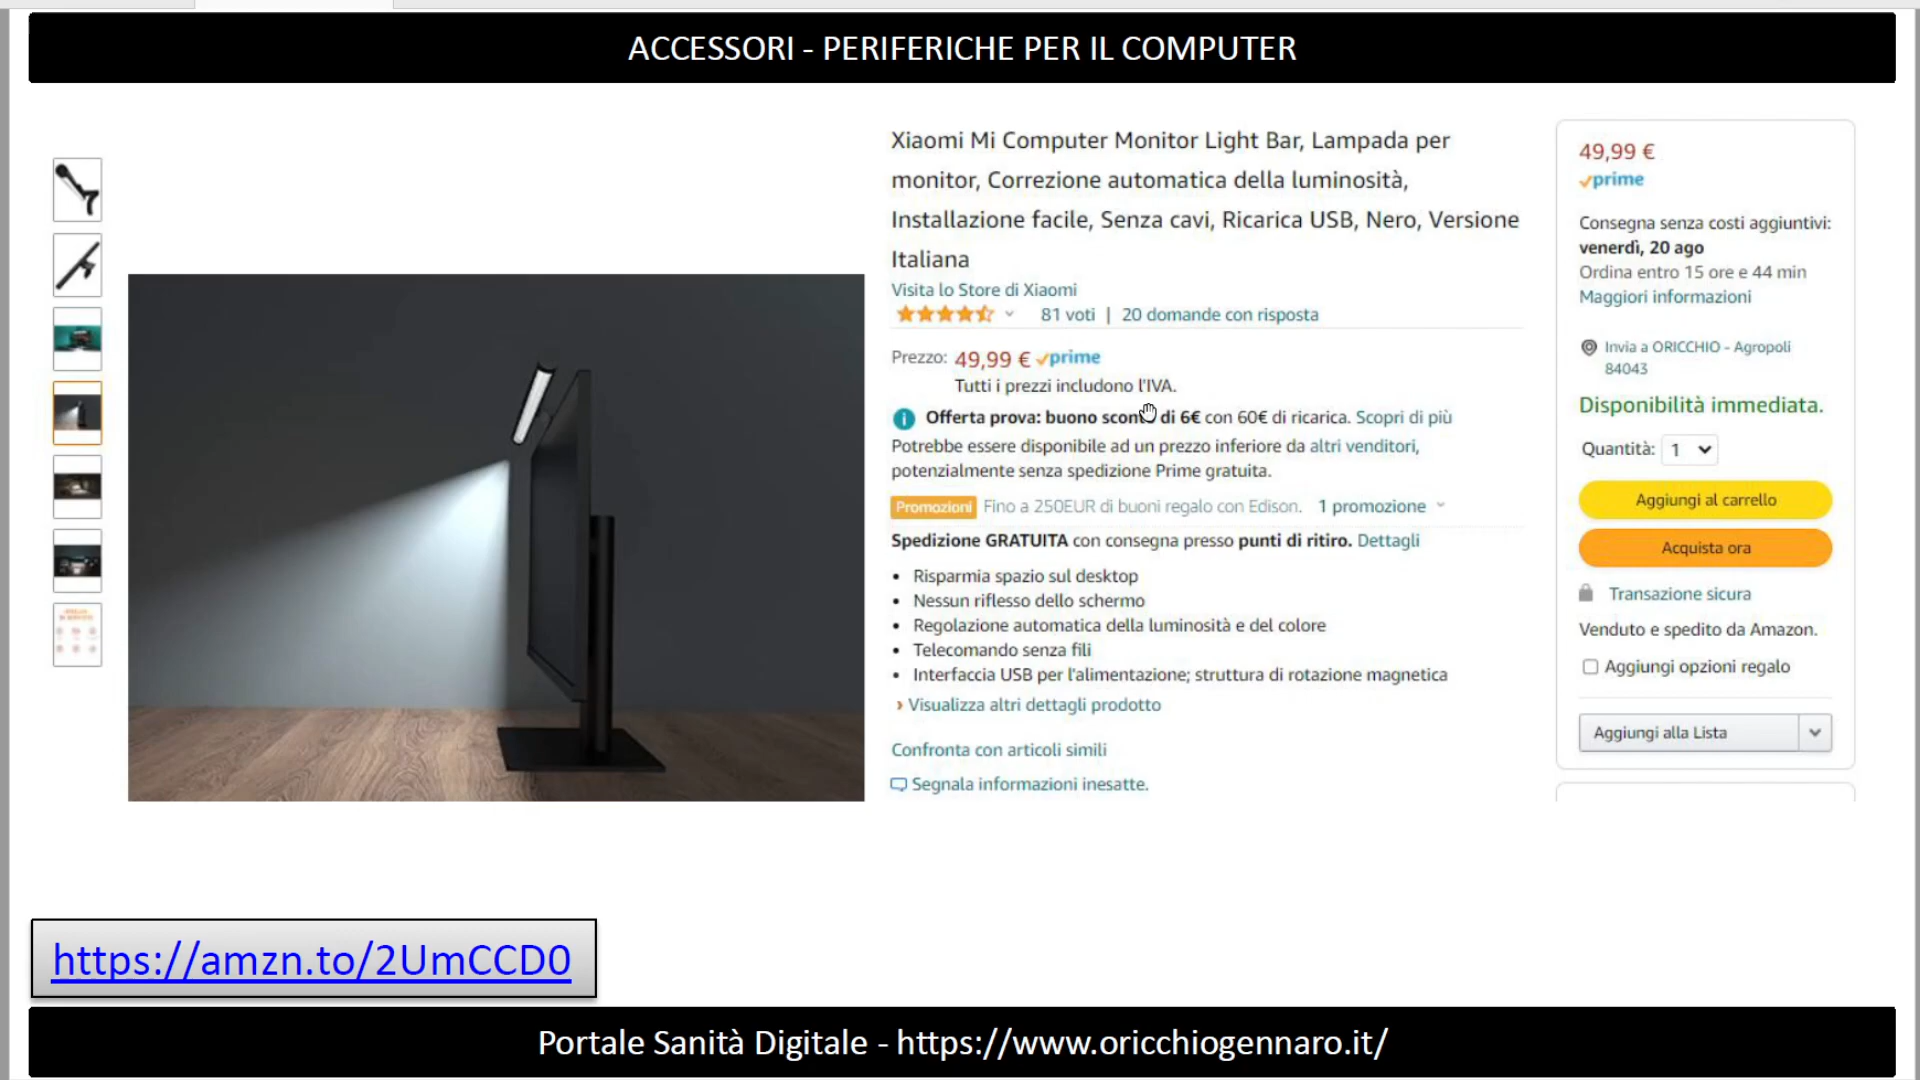 ACCESSORI - PERIFERICHE PER IL COMPUTER
Xiaomi Mi Computer Monitor Light Bar, Lampada per
monitor, Correzione automatica della luminosità,
Installazione facile, Senza cavi, Ricarica USB, Nero, Versione
Italiana
Visita lo Store di Xiaomi
81 voti | 20 domande con risposta
Prezzo: 49,99 € prime
Tutti i prezzi includono l'IVA.
Offerta prova: buono sconto di 6€ con 60€ di ricarica. Scopri di più
Potrebbe essere disponibile ad un prezzo inferiore da altri venditori,
potenzialmente senza spedizione Prime gratuita.
Promozioni Fino a 250EUR di buoni regalo con Edison. 1 promozione
Spedizione GRATUITA con consegna presso punti di ritiro. Dettagli
• Risparmia spazio sul desktop
• Nessun riflesso dello schermo
• Regolazione automatica della luminosità e del colore
• Telecomando senza fili
• Interfaccia USB per l'alimentazione; struttura di rotazione magnetica
› Visualizza altri dettagli prodotto
Confronta con articoli simili
Segnala informazioni inesatte.
49,99 €
prime
Consegna senza costi aggiuntivi:
venerdì, 20 ago
Ordina entro 15 ore e 44 min
Maggiori informazioni
Invia a ORICCHIO - Agropoli
84043
Disponibilità immediata.
Quantità: 1
Aggiungi al carrello
Acquista ora
Transazione sicura
Venduto e spedito da Amazon.
Aggiungi opzioni regalo
Aggiungi alla Lista
https://amzn.to/2UmCCD0
Portale Sanità Digitale - https://www.oricchiogennaro.it/